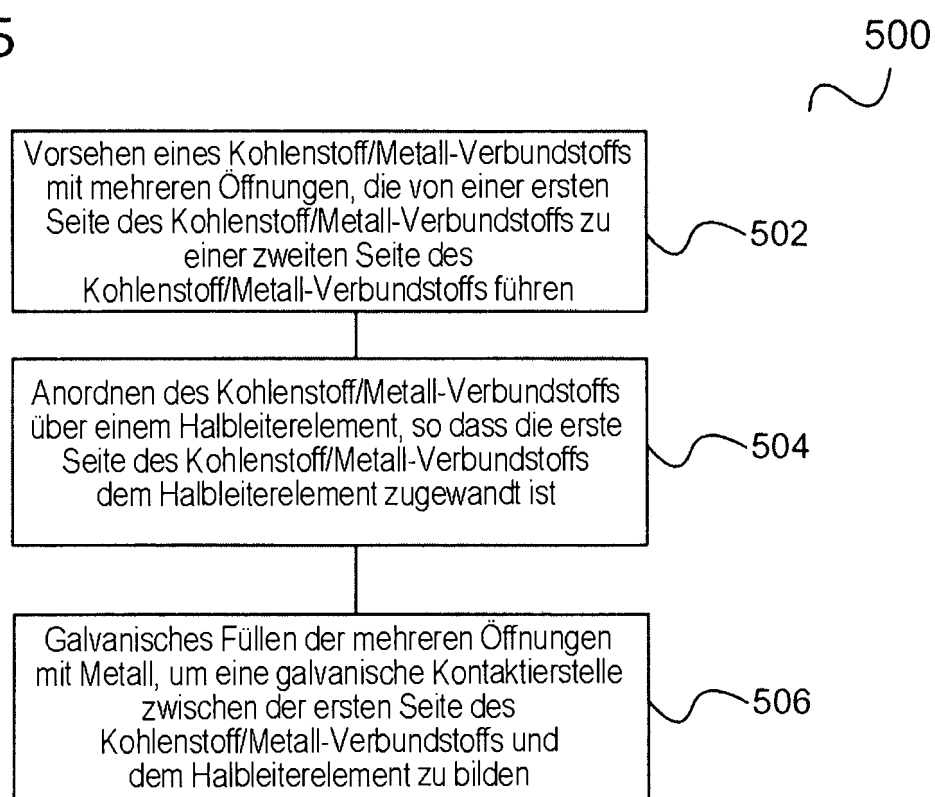 5
500
Vorsehen eines Kohlenstoff/Metall-Verbundstoffs
mit mehreren Öffnungen, die von einer ersten
Seite des Kohlenstoff/Metall-Verbundstoffs zu
einer zweiten Seite des
Kohlenstoff/Metall-Verbundstoffs führen
502
Anordnen des Kohlenstoff/Metall-Verbundstoffs
über einem Halbleiterelement, so dass die erste
Seite des Kohlenstoff/Metall-Verbundstoffs
dem Halbleiterelement zugewandt ist
504
Galvanisches Füllen der mehreren Öffnungen
mit Metall, um eine galvanische Kontaktierstelle
zwischen der ersten Seite des
Kohlenstoff/Metall-Verbundstoffs und
dem Halbleiterelement zu bilden
506